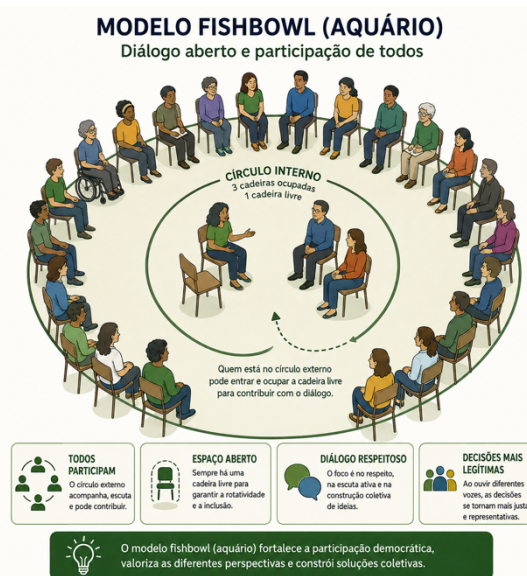 MODELO FISHBOWL (AQUÁRIO)
Diálogo aberto e participação de todos
CÍRCULO INTERNO
3 cadeiras ocupadas
1 cadeira livre
Quem está no círculo externo
pode entrar e ocupar a cadeira livre
para contribuir com o diálogo.
TODOS
PARTICIPAM
O círculo externo
acompanha, escuta
e pode contribuir.
ESPAÇO ABERTO
Sempre há uma
cadeira livre para
garantir a rotatividade
e a inclusão.
DIÁLOGO RESPEITOSO
O foco é no respeito,
na escuta ativa e na
construção coletiva
de ideias.
DECISÕES MAIS
LEGÍTIMAS
Ao ouvir diferentes
vozes, as decisões
se tornam mais justa
e representativas.
O modelo fishbowl (aquário) fortalece a participação democrática,
valoriza as diferentes perspectivas e constrói soluções coletivas.